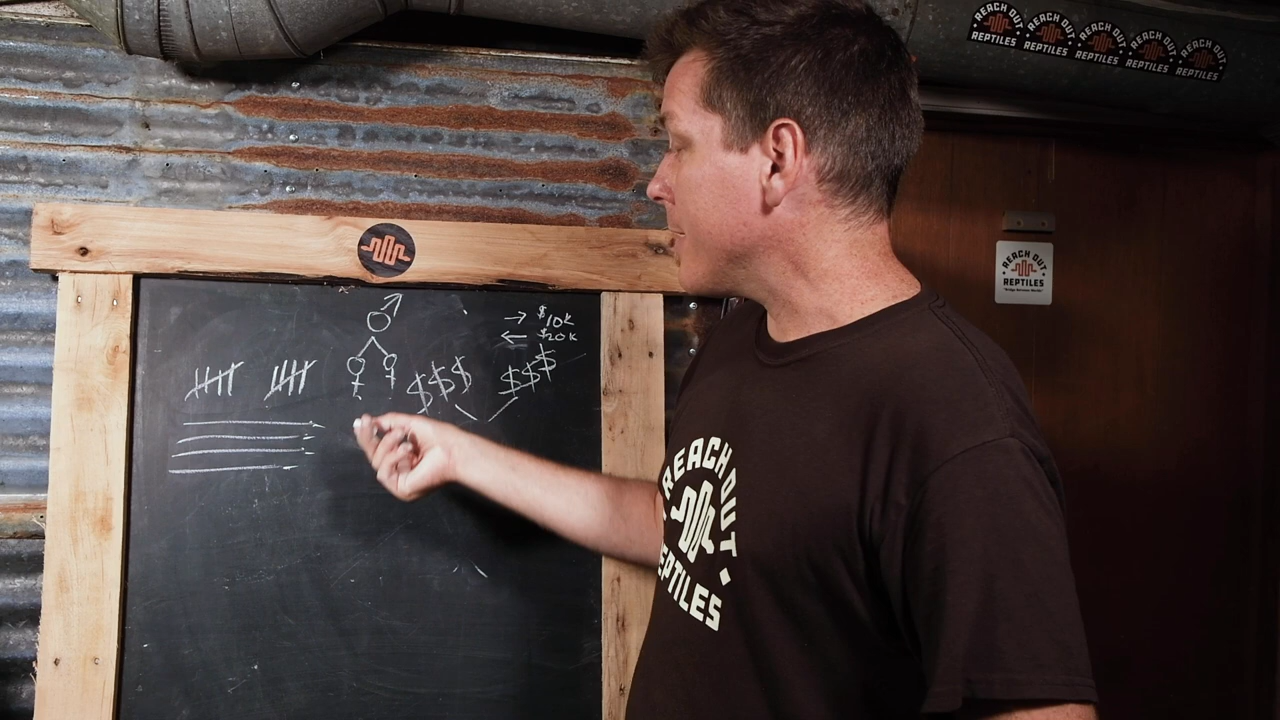 REACH OUT REPTILES
REACH OUT REPTILES
REACH OUT REPTILES
REACH OUT REPTILES
REACH OUT REPTILES
REACH OUT
REPTILES
♂
→ $10K
← $20K
♀ ♀
$$$
$$$
REACH OUT
REPTILES